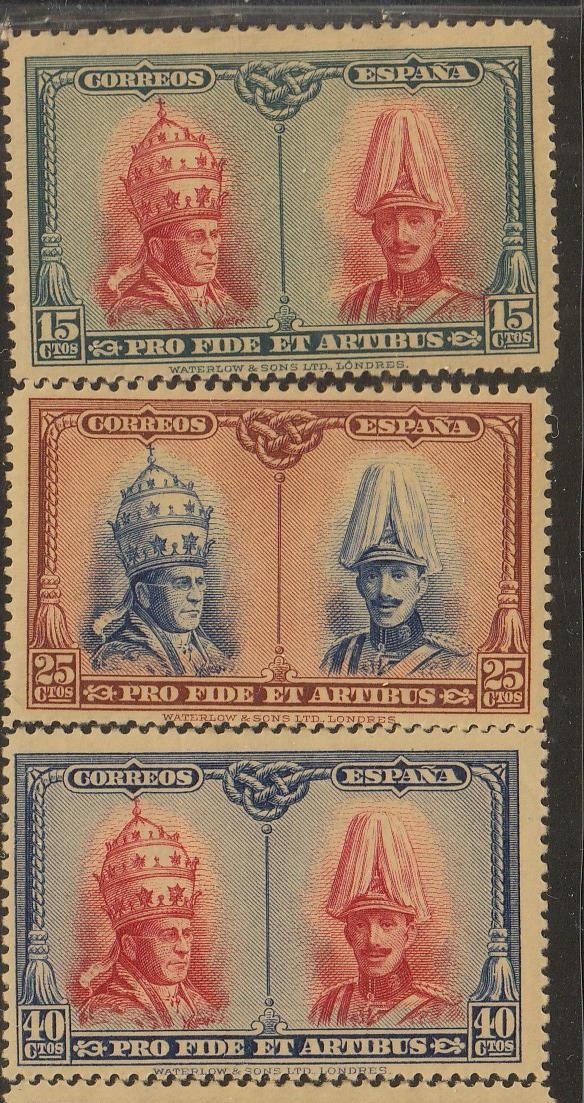 CORREOS ESPAÑA
15 CTOS PRO FIDE ET ARTIBUS 15 CTOS
WATERLOW & SONS LTD., LONDRES.
CORREOS ESPAÑA
25 CTOS PRO FIDE ET ARTIBUS 25 CTOS
WATERLOW & SONS LTD., LONDRES
CORREOS ESPAÑA
40 CTOS PRO FIDE ET ARTIBUS 40 CTOS
WATERLOW & SONS LTD., LONDRES.